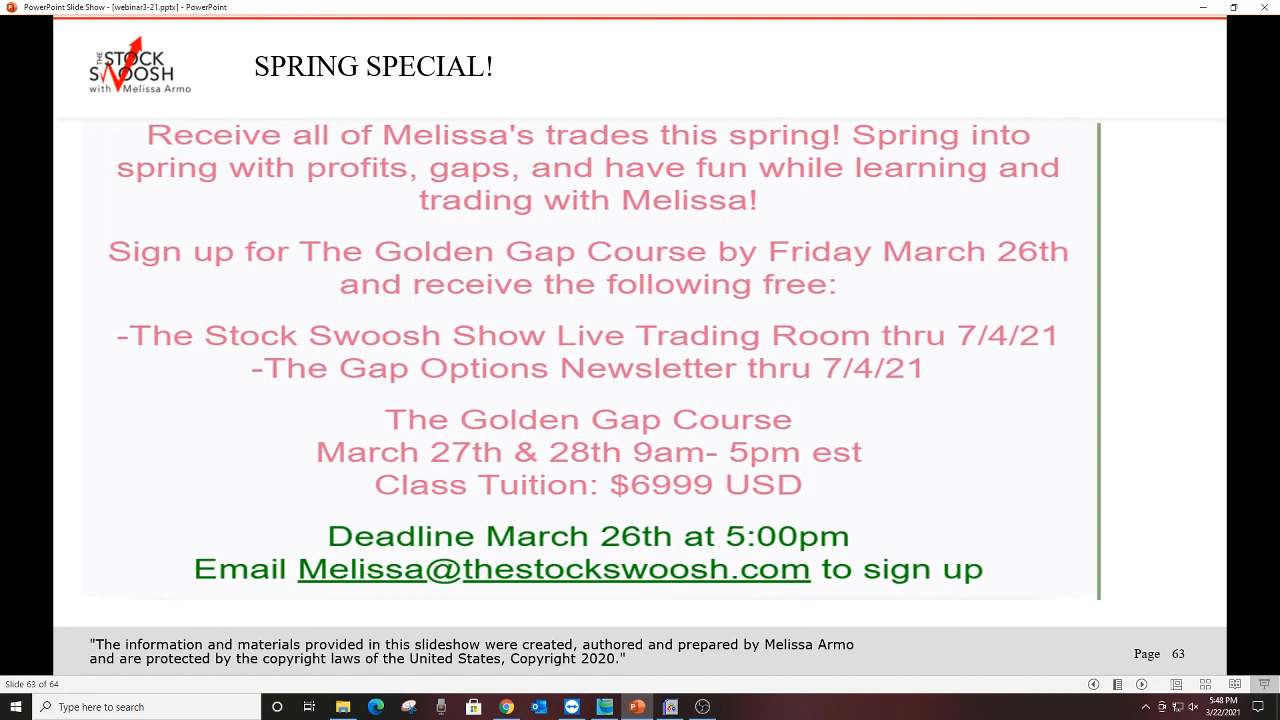 PowerPoint Slide Show - [webinar3-21.pptx] - PowerPoint
THE STOCK
SWOOSH
with Melissa Armo
SPRING SPECIAL!
Receive all of Melissa's trades this spring! Spring into
spring with profits, gaps, and have fun while learning and
trading with Melissa!
Sign up for The Golden Gap Course by Friday March 26th
and receive the following free:
-The Stock Swoosh Show Live Trading Room thru 7/4/21
-The Gap Options Newsletter thru 7/4/21
The Golden Gap Course
March 27th & 28th 9am- 5pm est
Class Tuition: $6999 USD
Deadline March 26th at 5:00pm
Email Melissa@thestockswoosh.com to sign up
"The information and materials provided in this slideshow were created, authored and prepared by Melissa Armo
and are protected by the copyright laws of the United States, Copyright 2020."
Page 63
Slide 63 of 64
Type here to search
5:48 PM
3/22/2021